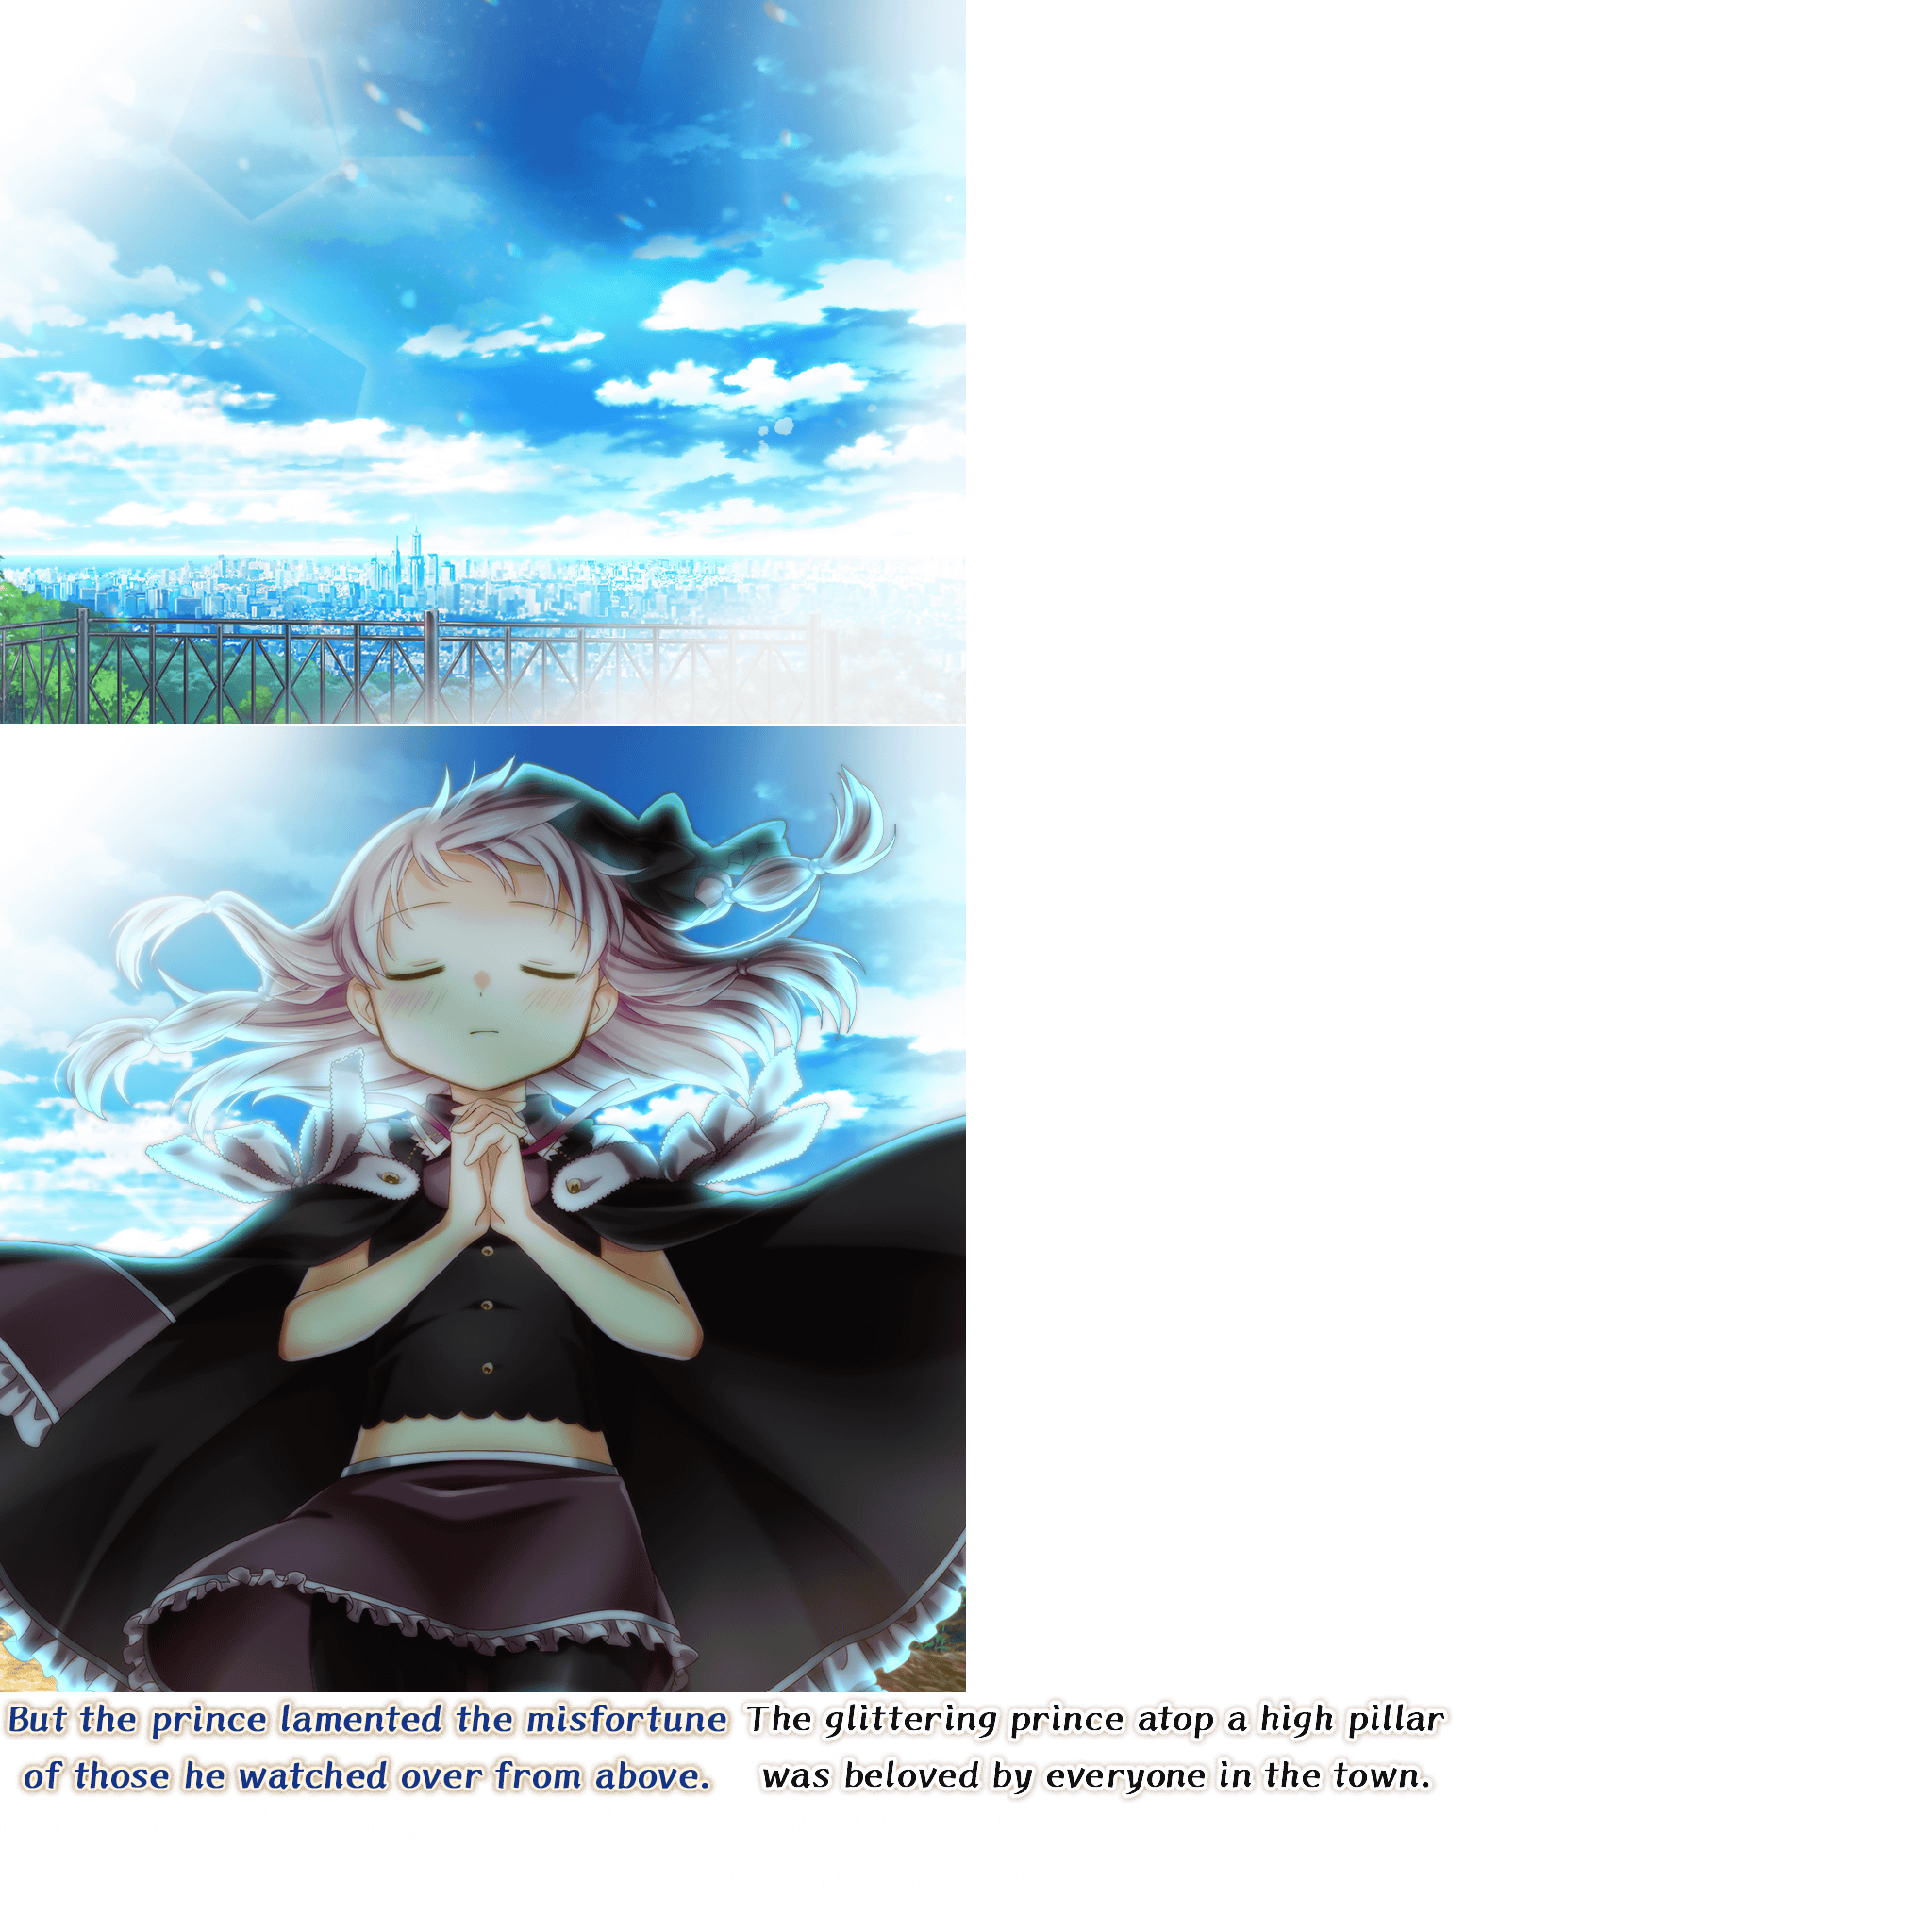 But the prince lamented the misfortune
of those he watched over from above.
The glittering prince atop a high pillar
was beloved by everyone in the town.